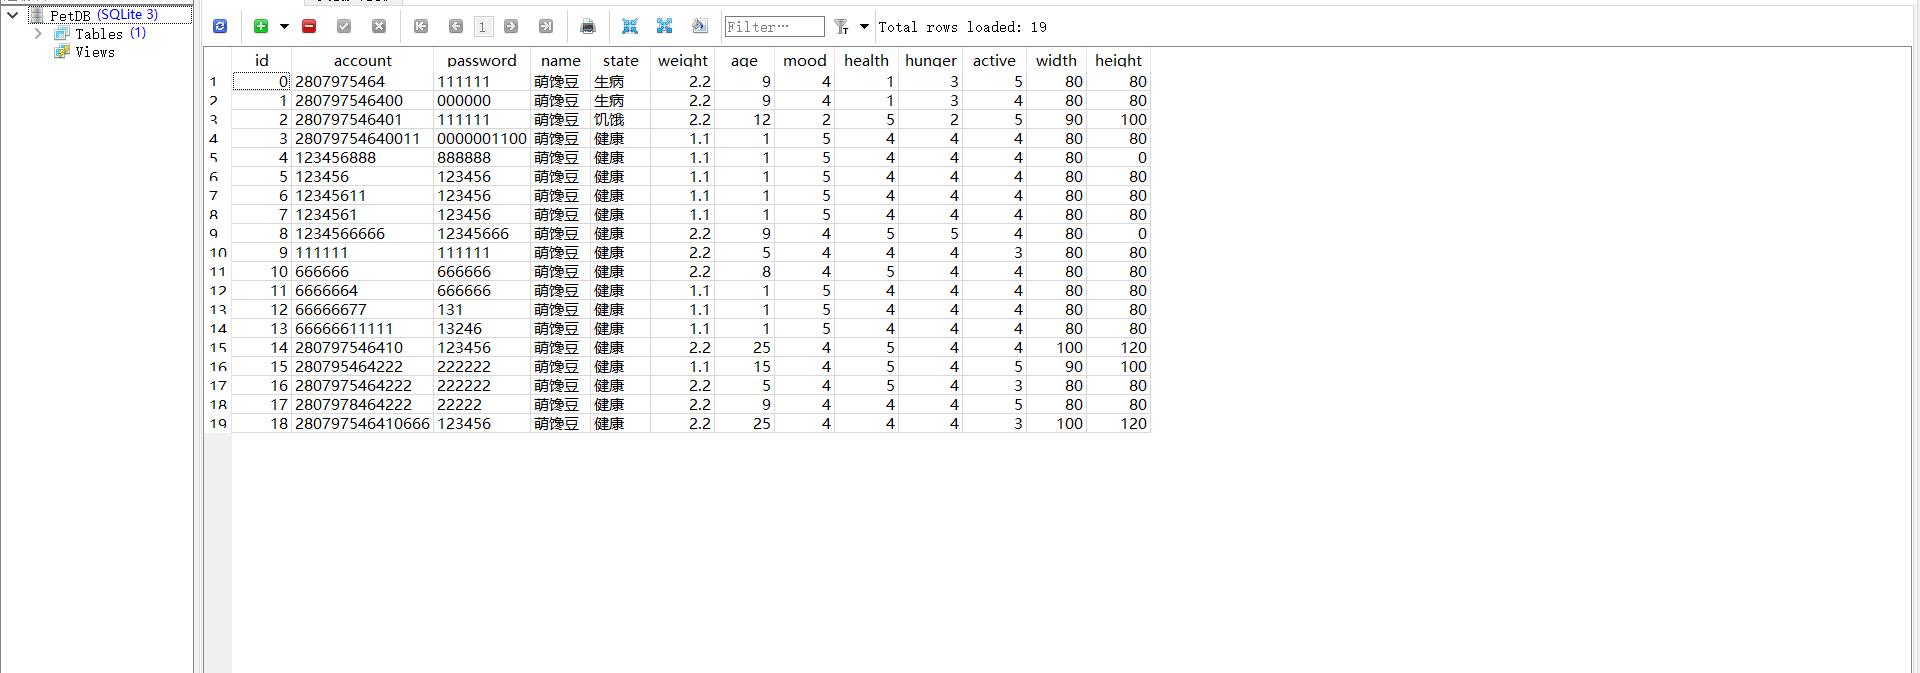 PetDB (SQLite 3)
Tables (1)
Views
1
Filter…
Total rows loaded: 19
id account password name state weight age mood health hunger active width height
1 0 2807975464 111111 萌馋豆 生病 2.2 9 4 1 3 5 80 80
2 1 280797546400 000000 萌馋豆 生病 2.2 9 4 1 3 4 80 80
3 2 280797546401 111111 萌馋豆 饥饿 2.2 12 2 5 2 5 90 100
4 3 28079754640011 0000001100 萌馋豆 健康 1.1 1 5 4 4 4 80 80
5 4 123456888 888888 萌馋豆 健康 1.1 1 5 4 4 4 80 0
6 5 123456 123456 萌馋豆 健康 1.1 1 5 4 4 4 80 80
7 6 12345611 123456 萌馋豆 健康 1.1 1 5 4 4 4 80 80
8 7 1234561 123456 萌馋豆 健康 1.1 1 5 4 4 4 80 80
9 8 1234566666 12345666 萌馋豆 健康 2.2 9 4 5 5 4 80 0
10 9 111111 111111 萌馋豆 健康 2.2 5 4 4 4 3 80 80
11 10 666666 666666 萌馋豆 健康 2.2 8 4 5 4 4 80 80
12 11 6666664 666666 萌馋豆 健康 1.1 1 5 4 4 4 80 80
13 12 66666677 131 萌馋豆 健康 1.1 1 5 4 4 4 80 80
14 13 66666611111 13246 萌馋豆 健康 1.1 1 5 4 4 4 80 80
15 14 280797546410 123456 萌馋豆 健康 2.2 25 4 5 4 4 100 120
16 15 280795464222 222222 萌馋豆 健康 1.1 15 4 5 4 5 90 100
17 16 2807975464222 222222 萌馋豆 健康 2.2 5 4 5 4 3 80 80
18 17 2807978464222 22222 萌馋豆 健康 2.2 9 4 4 4 5 80 80
19 18 280797546410666 123456 萌馋豆 健康 2.2 25 4 4 4 3 100 120